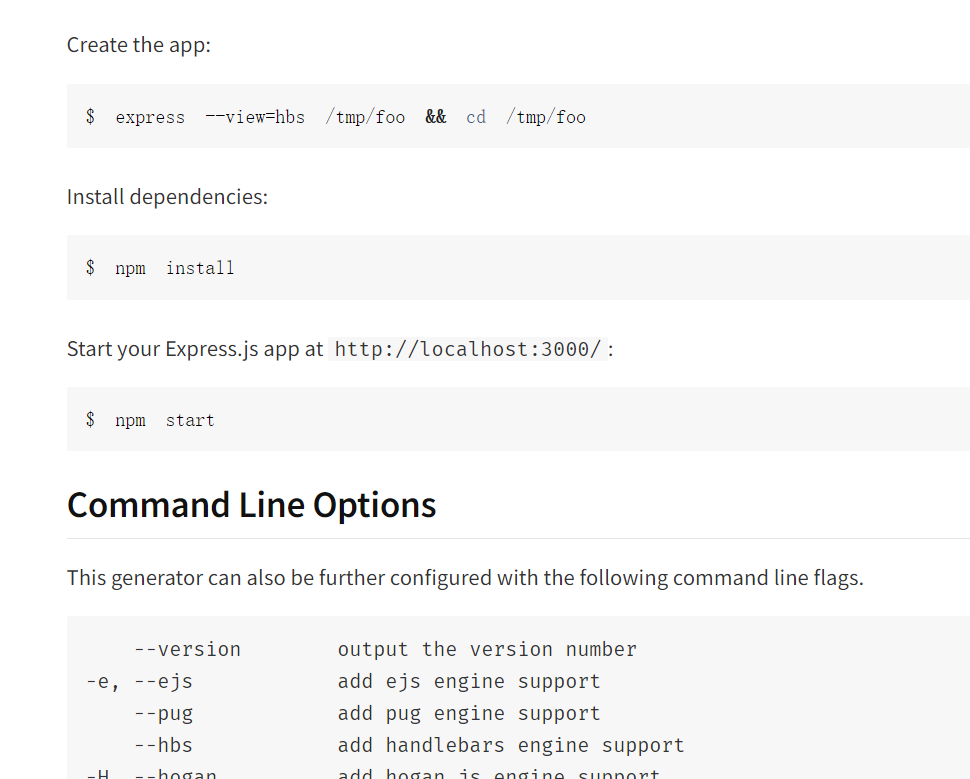 Create the app:
$ express --view=hbs /tmp/foo && cd /tmp/foo
Install dependencies:
$ npm install
Start your Express.js app at http://localhost:3000/:
$ npm start
Command Line Options
This generator can also be further configured with the following command line flags.
--version output the version number
-e, --ejs add ejs engine support
--pug add pug engine support
--hbs add handlebars engine support
-H, --hogan add hogan.js engine support